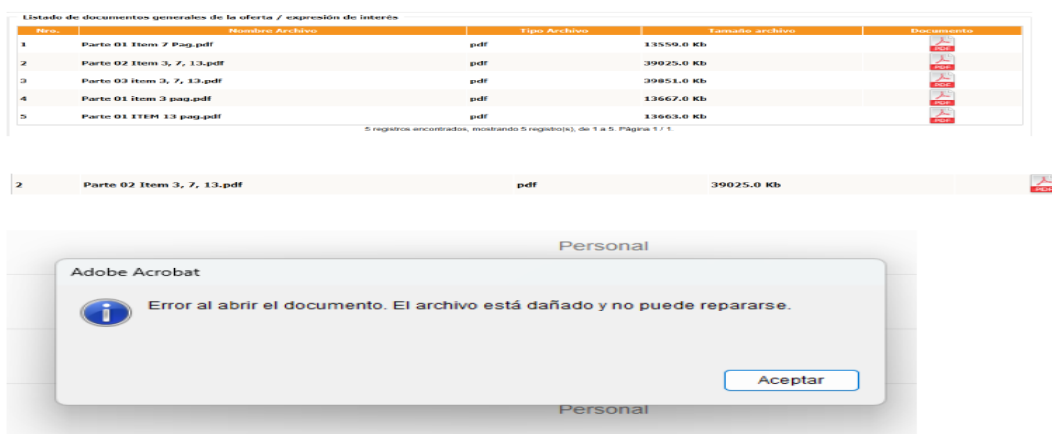 Listado de documentos generales de la oferta / expresión de interés
Nro. Nombre Archivo Tipo Archivo Tamaño archivo Documento
1 Parte 01 Item 7 Pag.pdf pdf 13559.0 Kb PDF
2 Parte 02 Item 3, 7, 13.pdf pdf 39025.0 Kb PDF
3 Parte 03 item 3, 7, 13.pdf pdf 39851.0 Kb PDF
4 Parte 01 item 3 pag.pdf pdf 13667.0 Kb PDF
5 Parte 01 ITEM 13 pag.pdf pdf 13663.0 Kb PDF
5 registros encontrados, mostrando 5 registro(s), de 1 a 5. Página 1 / 1.
2 Parte 02 Item 3, 7, 13.pdf pdf 39025.0 Kb PDF
Personal
Adobe Acrobat
Error al abrir el documento. El archivo está dañado y no puede repararse.
Aceptar
Personal